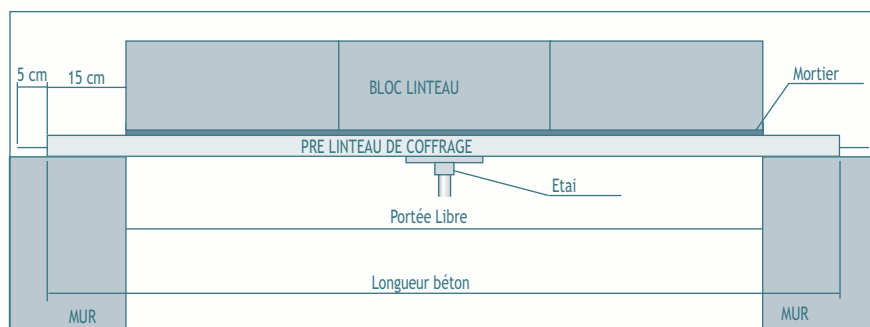 5 cm
15 cm
BLOC LINTEAU
Mortier
PRE LINTEAU DE COFFRAGE
Etai
Portée Libre
Longueur béton
MUR
MUR